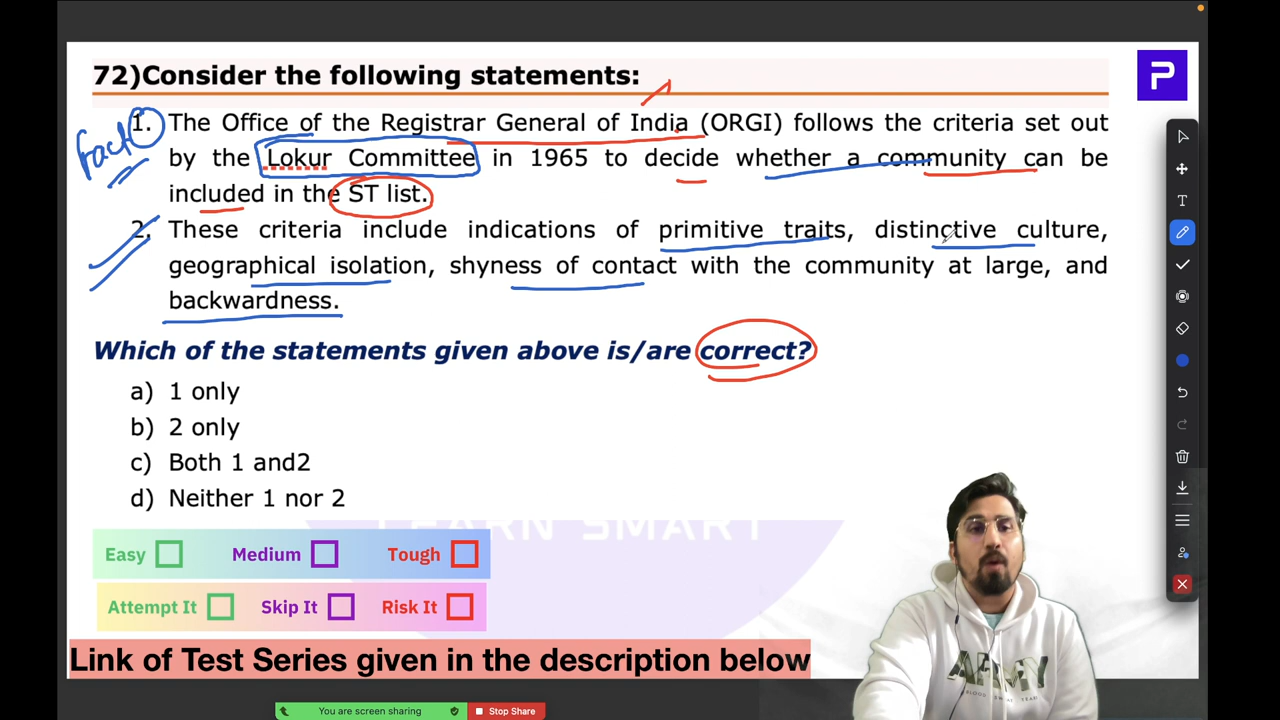 72)Consider the following statements:
1. The Office of the Registrar General of India (ORGI) follows the criteria set out
by the Lokur Committee in 1965 to decide whether a community can be
included in the ST list.
fact
2. These criteria include indications of primitive traits, distinctive culture,
geographical isolation, shyness of contact with the community at large, and
backwardness.
Which of the statements given above is/are correct?
a) 1 only
b) 2 only
c) Both 1 and2
d) Neither 1 nor 2
LEARN SMART
Easy Medium Tough
Attempt It Skip It Risk It
Link of Test Series given in the description below
ARMY
You are screen sharing Stop Share